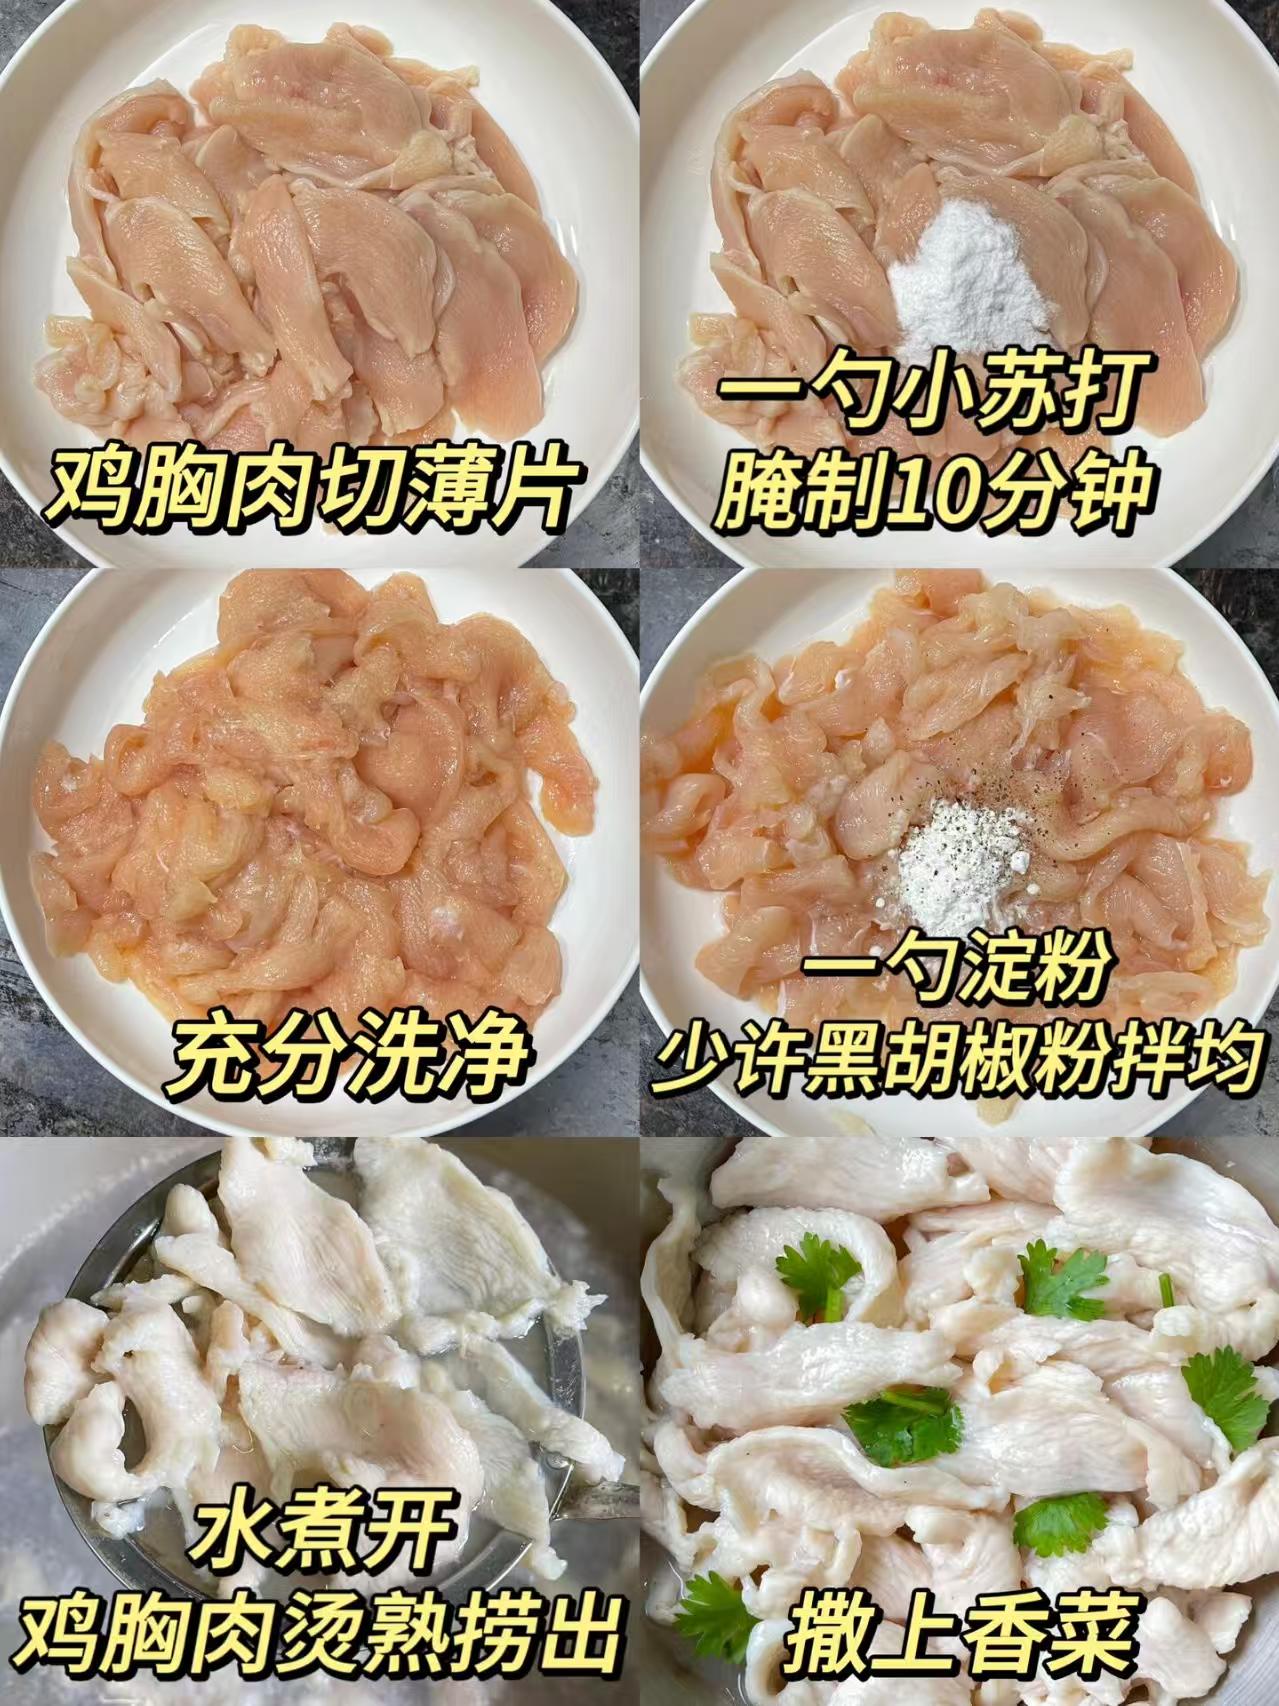 鸡胸肉切薄片
一勺小苏打
腌制10分钟
充分洗净
一勺淀粉
少许黑胡椒粉拌均
水煮开
鸡胸肉烫熟捞出
撒上香菜